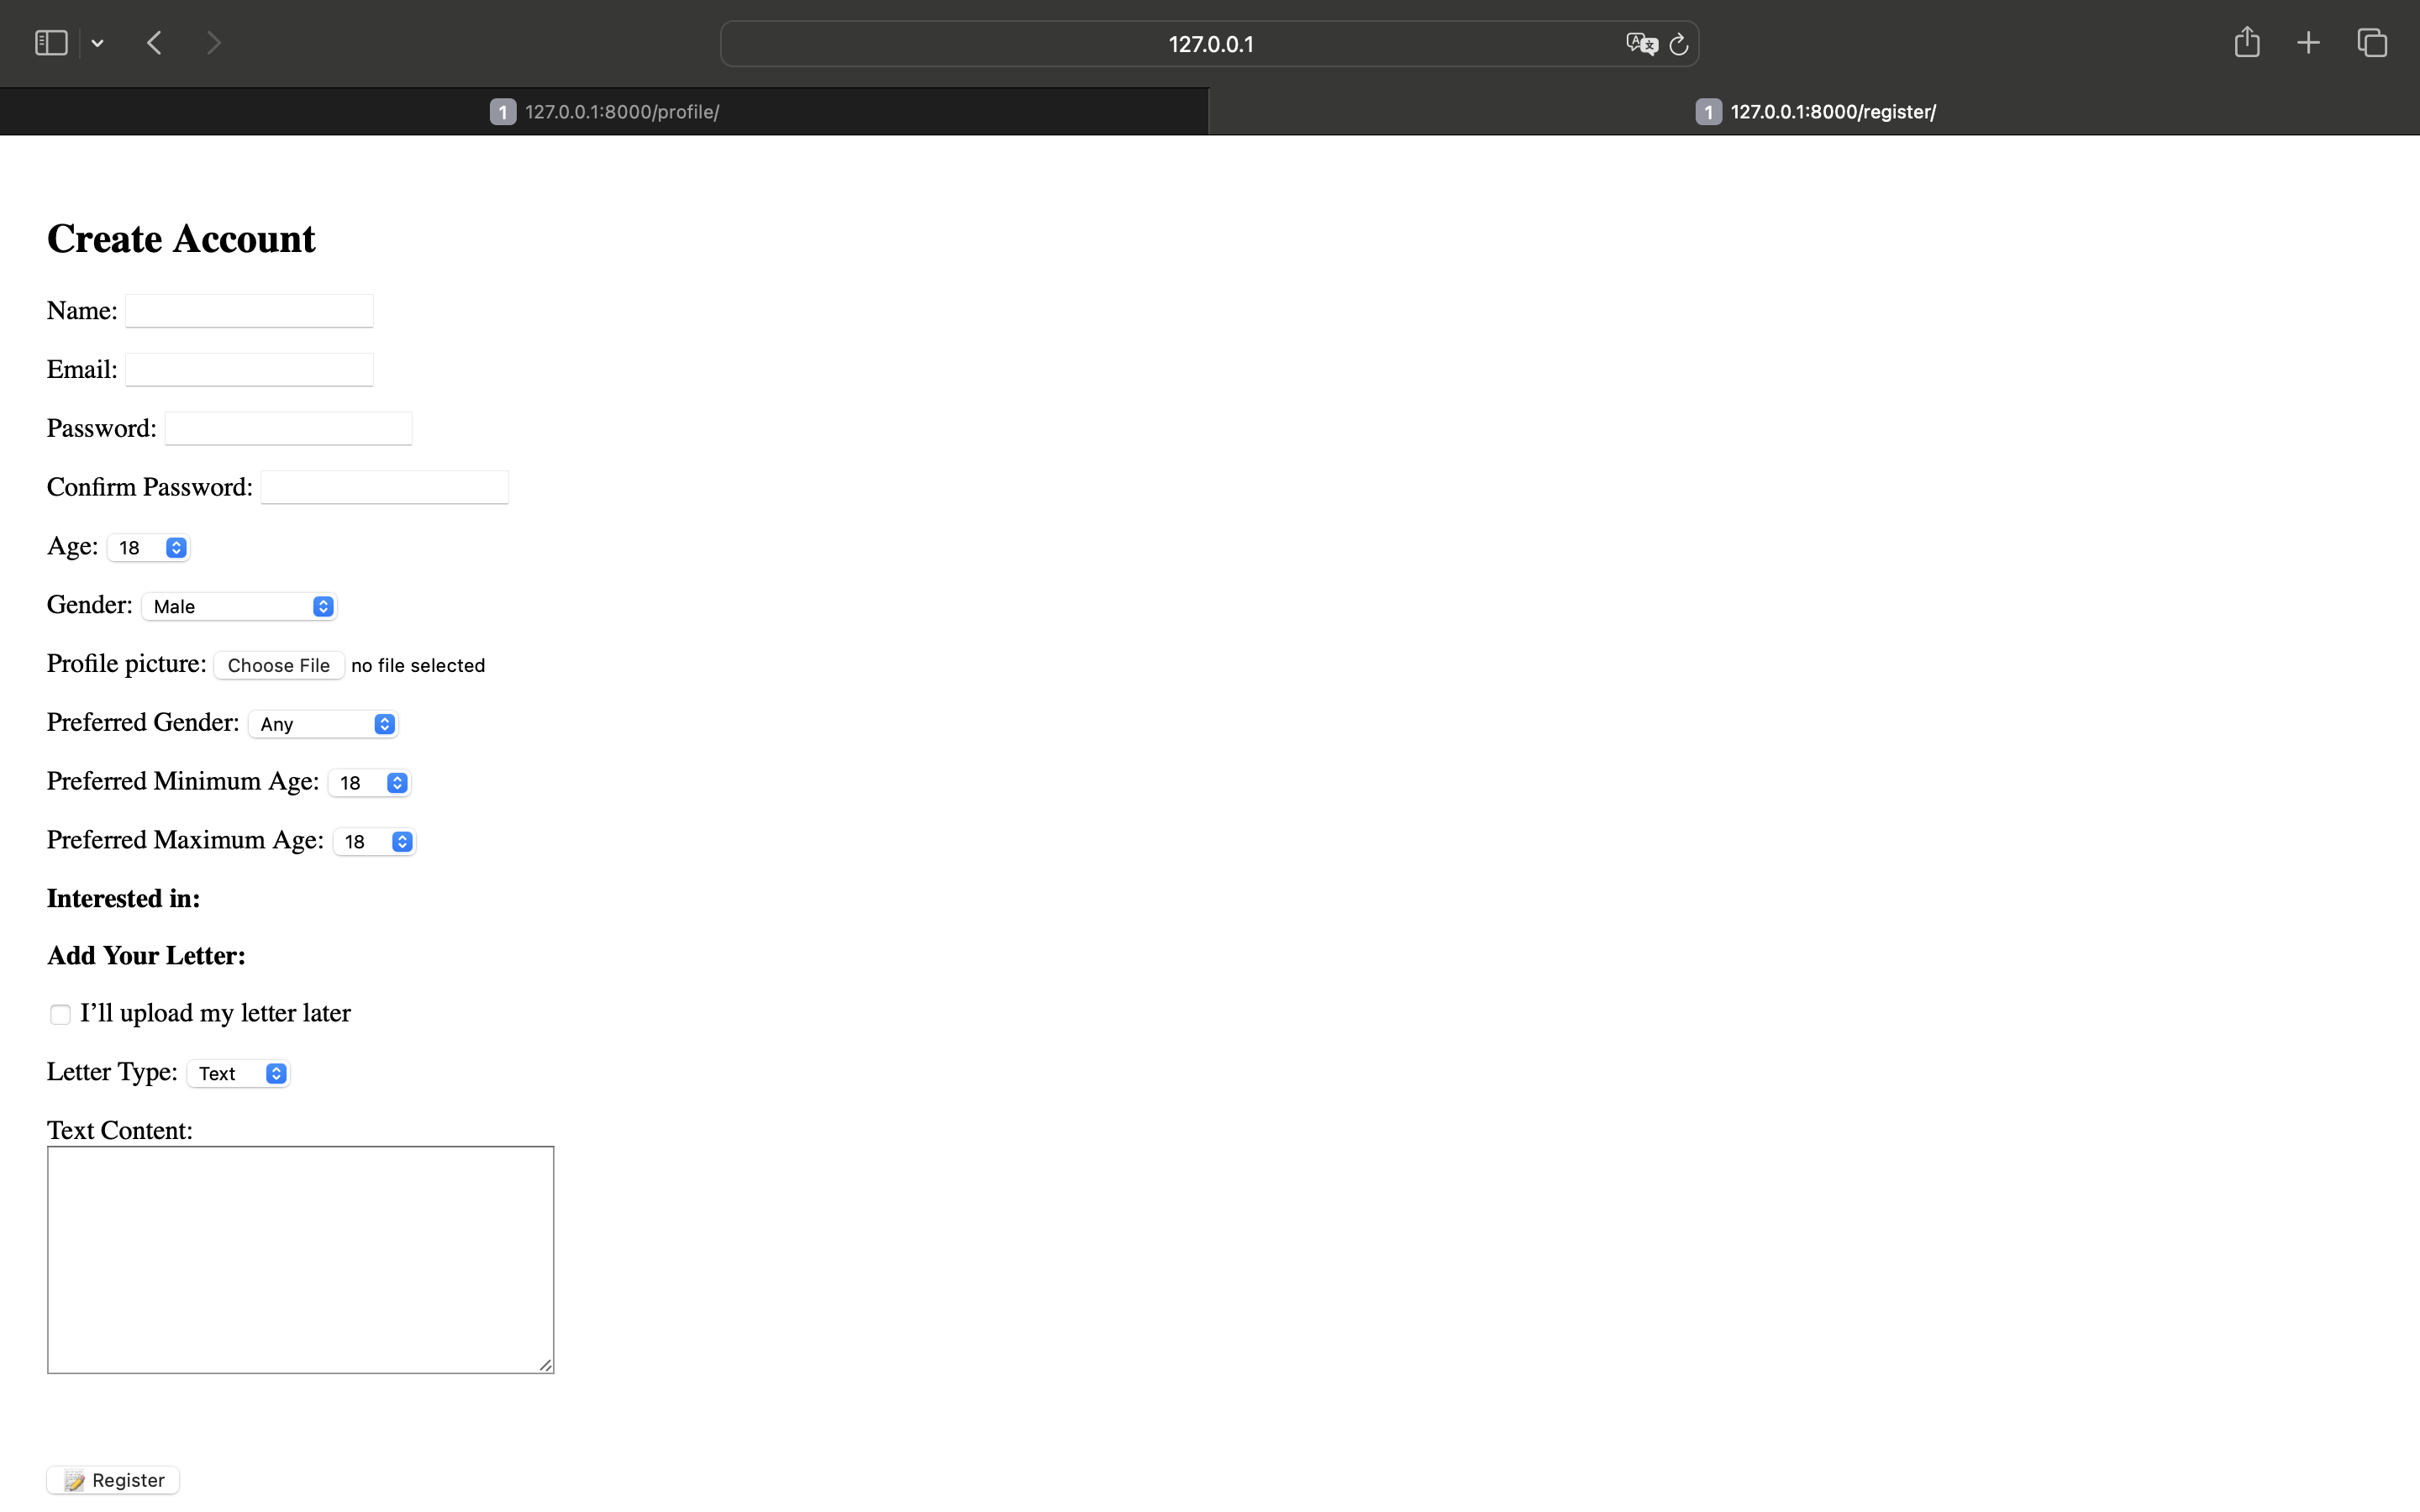 127.0.0.1
1 127.0.0.1:8000/profile/
1 127.0.0.1:8000/register/
Create Account
Name:
Email:
Password:
Confirm Password:
Age: 18
Gender: Male
Profile picture: Choose File no file selected
Preferred Gender: Any
Preferred Minimum Age: 18
Preferred Maximum Age: 18
Interested in:
Add Your Letter:
I’ll upload my letter later
Letter Type: Text
Text Content:
📝 Register